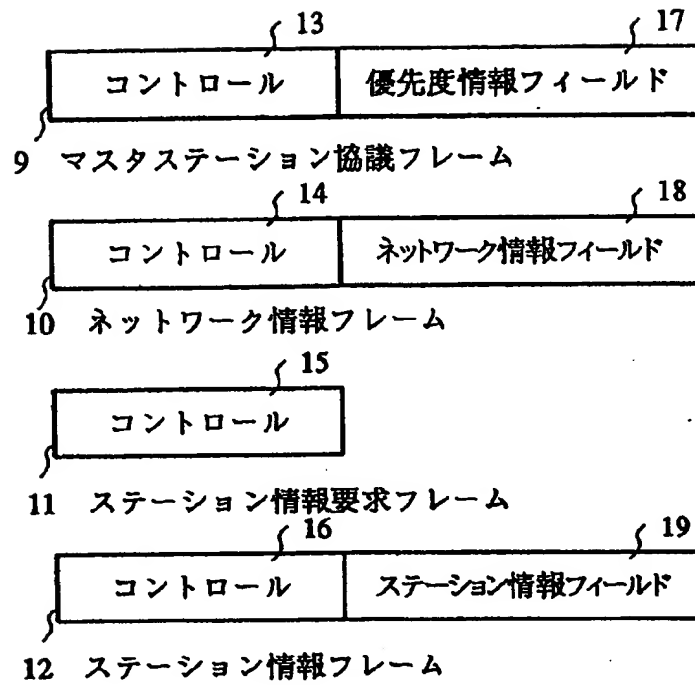 13 17
コントロール 優先度情報フィールド
9 マスタステーション協議フレーム
14 18
コントロール ネットワーク情報フィールド
10 ネットワーク情報フレーム
15
コントロール
11 ステーション情報要求フレーム
16 19
コントロール ステーション情報フィールド
12 ステーション情報フレーム